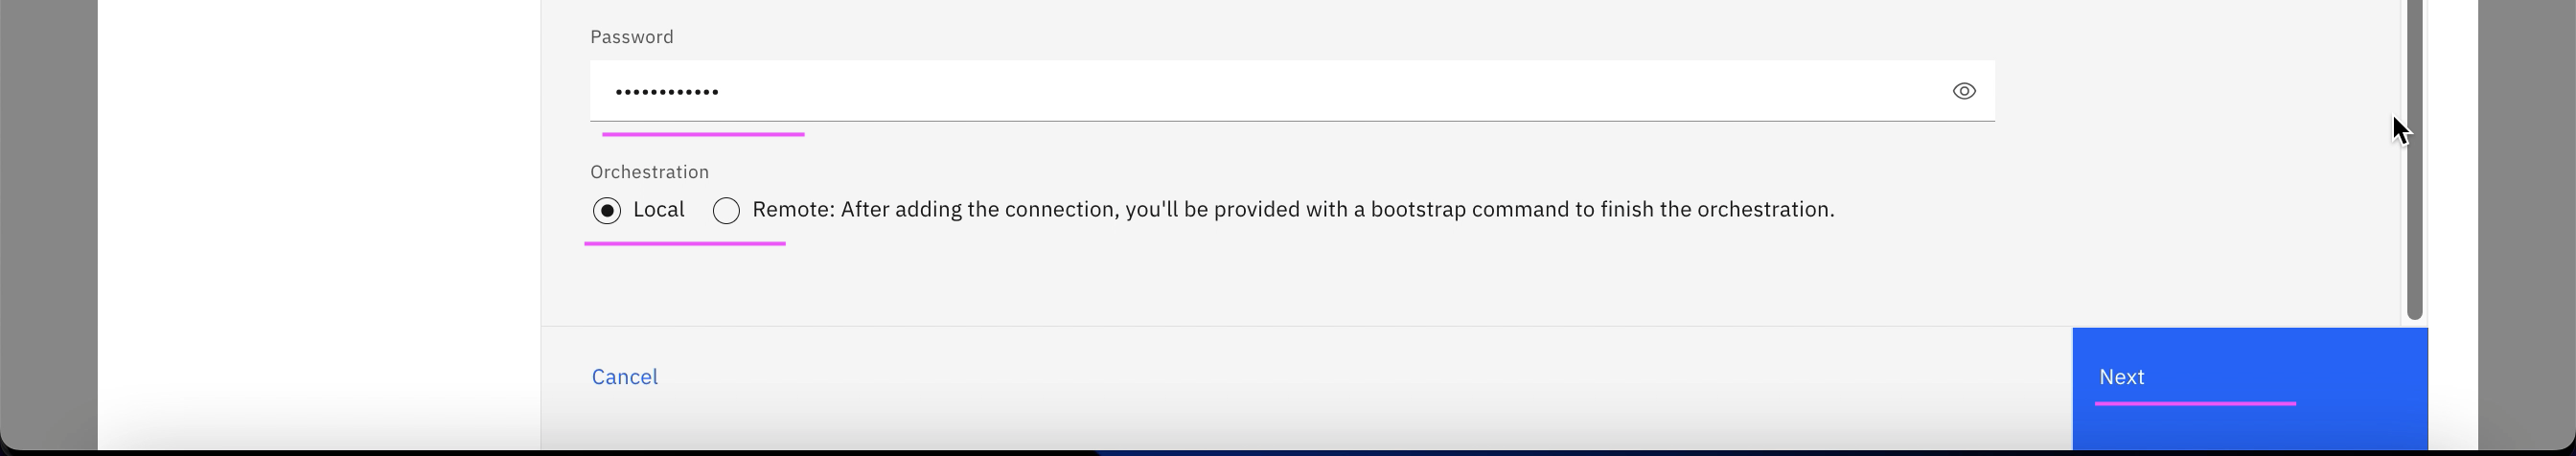 Password
••••••••••••
Orchestration
Local Remote: After adding the connection, you'll be provided with a bootstrap command to finish the orchestration.
Cancel Next